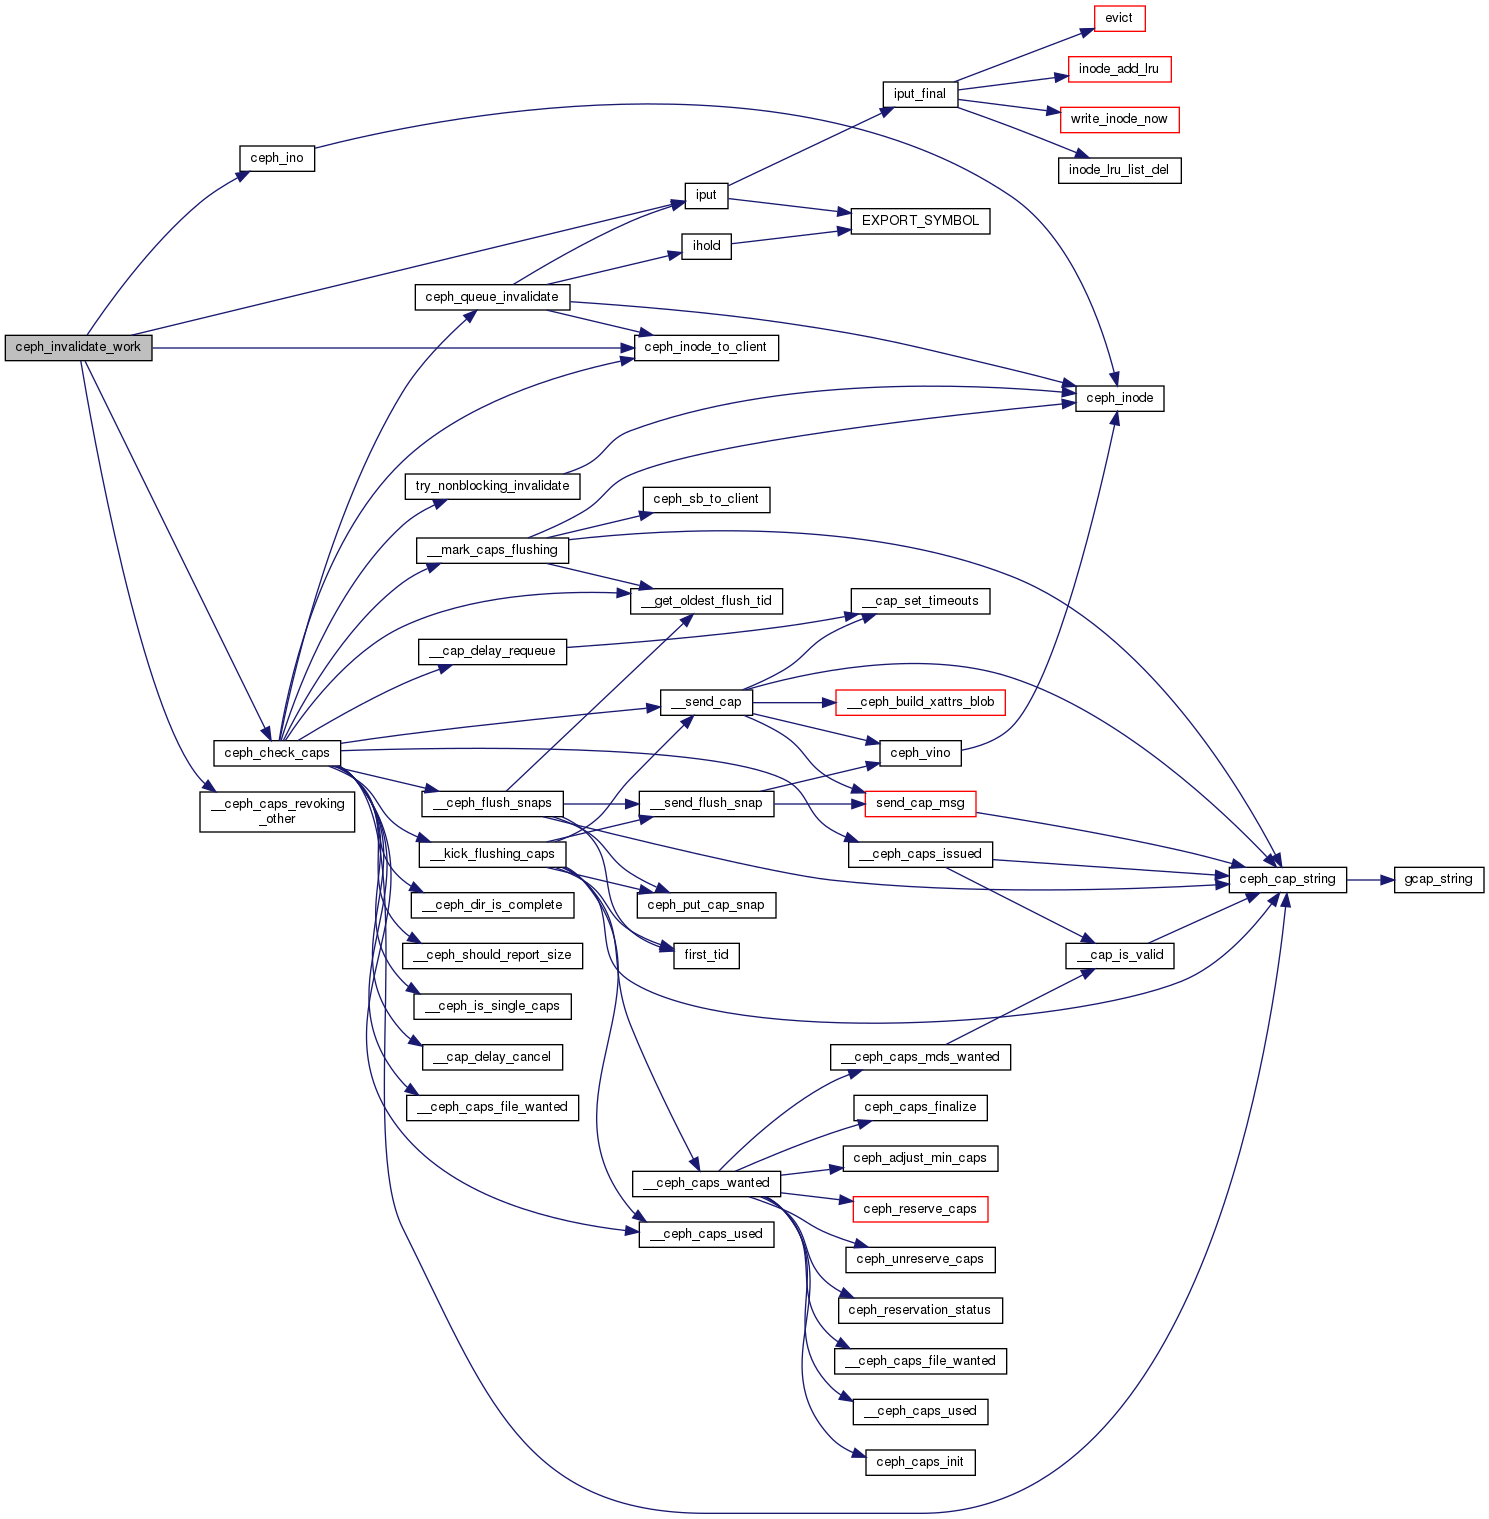 evict
inode_add_lru
iput_final
write_inode_now
ceph_ino
inode_lru_list_del
iput
EXPORT_SYMBOL
ihold
ceph_queue_invalidate
ceph_invalidate_work
ceph_inode_to_client
ceph_inode
try_nonblocking_invalidate
ceph_sb_to_client
__mark_caps_flushing
__get_oldest_flush_tid
__cap_set_timeouts
__cap_delay_requeue
__send_cap
__ceph_build_xattrs_blob
ceph_check_caps
ceph_vino
__ceph_caps_revoking
_other
__ceph_flush_snaps
__send_flush_snap
send_cap_msg
__kick_flushing_caps
__ceph_caps_issued
ceph_cap_string
gcap_string
__ceph_dir_is_complete
ceph_put_cap_snap
__ceph_should_report_size
first_tid
__cap_is_valid
__ceph_is_single_caps
__cap_delay_cancel
__ceph_caps_mds_wanted
__ceph_caps_file_wanted
ceph_caps_finalize
ceph_adjust_min_caps
__ceph_caps_wanted
ceph_reserve_caps
__ceph_caps_used
ceph_unreserve_caps
ceph_reservation_status
__ceph_caps_file_wanted
__ceph_caps_used
ceph_caps_init